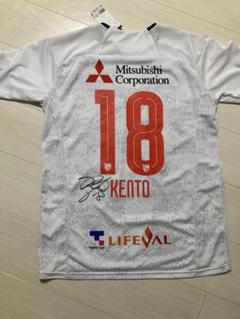 Mitsubishi
Corporation
18
KENTO
LIFEVAL